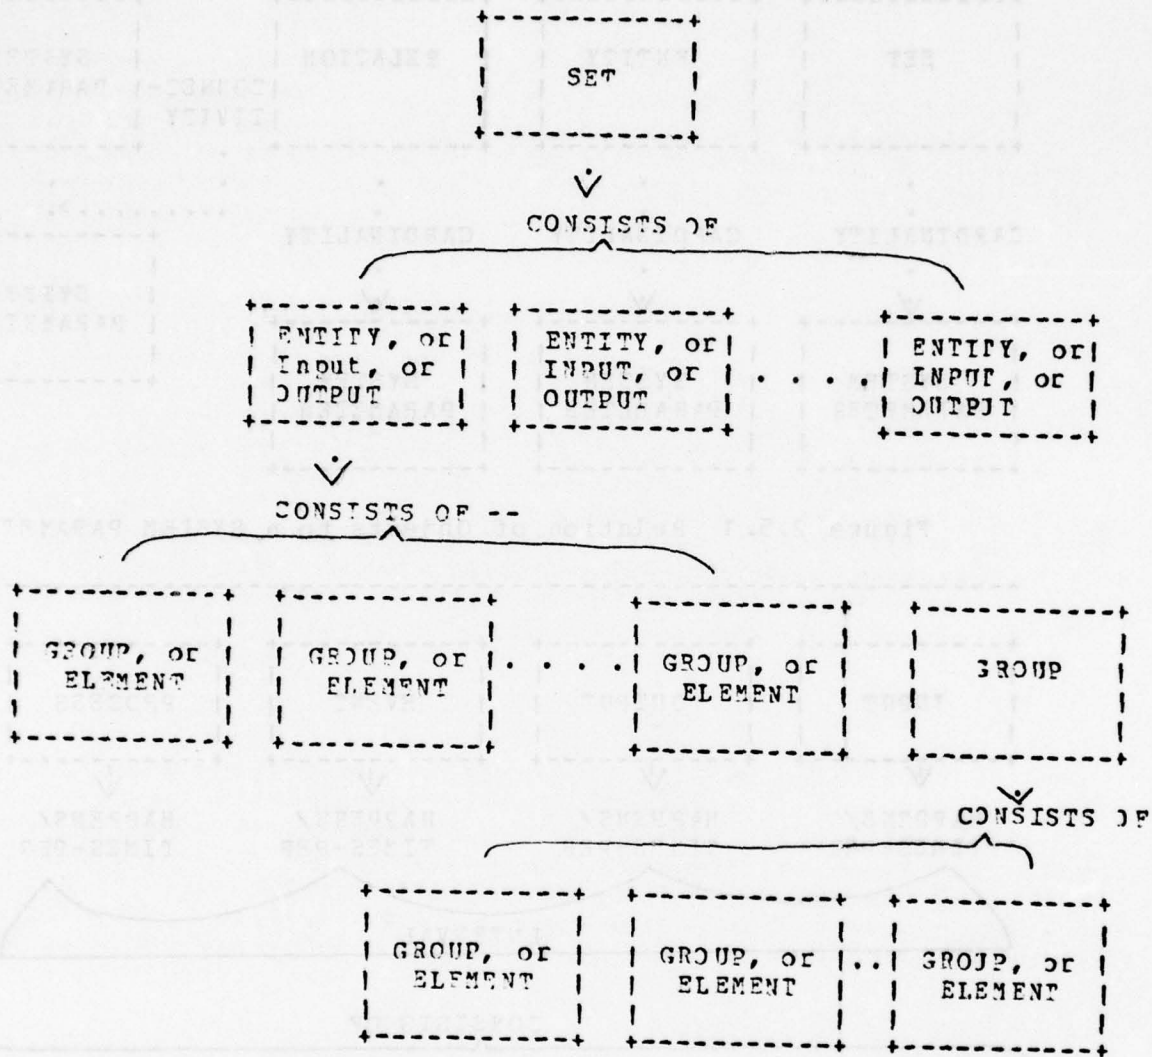 SET
CONSISTS OF
ENTITY, or
Input, or
OUTPUT
ENTITY, or
INPUT, or
OUTPUT
. . . .
ENTITY, or
INPUT, or
OUTPUT
CONSISTS OF --
GROUP, or
ELEMENT
GROUP, or
ELEMENT
. . . .
GROUP, or
ELEMENT
GROUP
CONSISTS OF
GROUP, or
ELEMENT
GROUP, or
ELEMENT
..
GROUP, or
ELEMENT